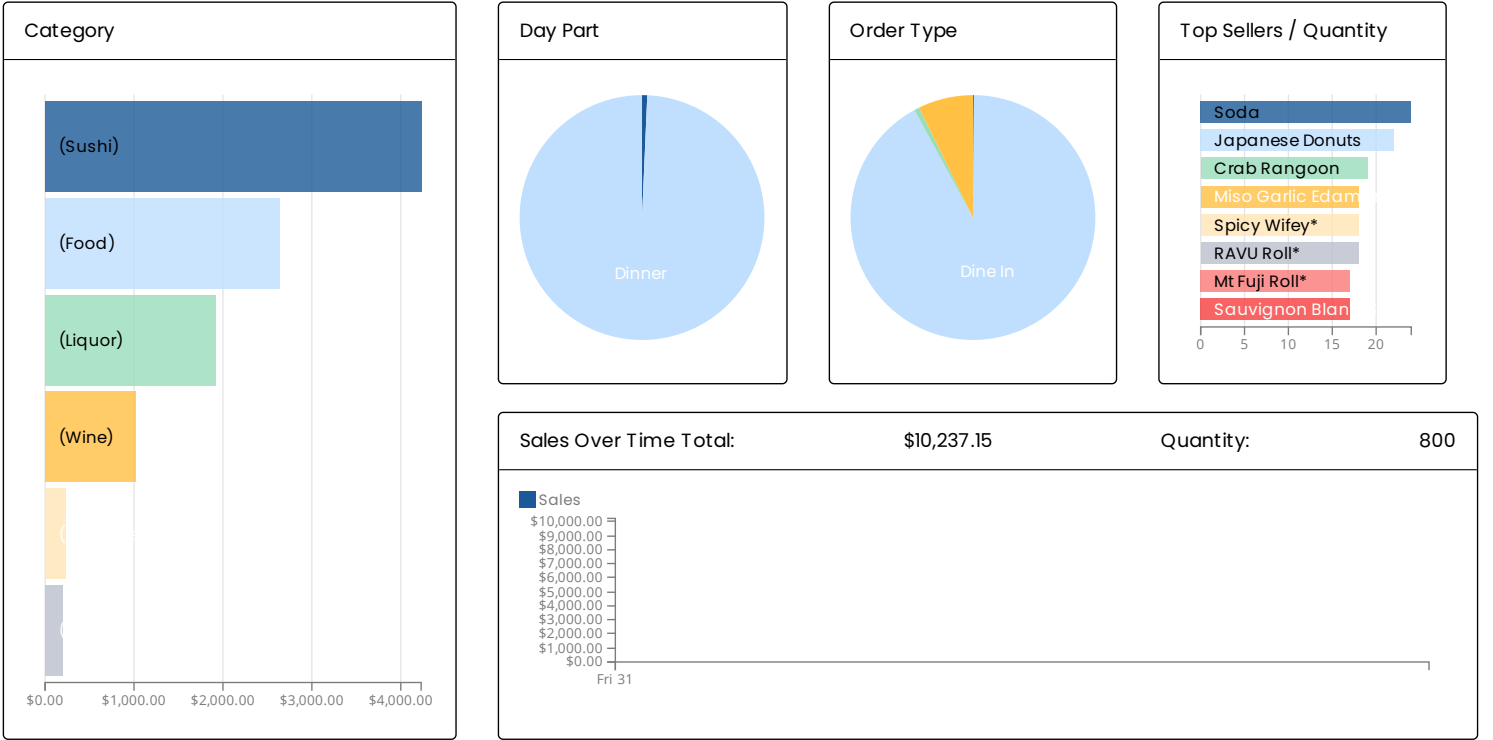 Category
(Sushi)
(Food)
(Liquor)
(Wine)
$0.00 $1,000.00 $2,000.00 $3,000.00 $4,000.00
Day Part
Dinner
Order Type
Dine In
Top Sellers / Quantity
Soda
Japanese Donuts
Crab Rangoon
Miso Garlic Edam
Spicy Wifey*
RAVU Roll*
Mt Fuji Roll*
Sauvignon Blan
0 5 10 15 20
Sales Over Time Total: $10,237.15 Quantity: 800
Sales
$10,000.00
$9,000.00
$8,000.00
$7,000.00
$6,000.00
$5,000.00
$4,000.00
$3,000.00
$2,000.00
$1,000.00
$0.00
Fri 31